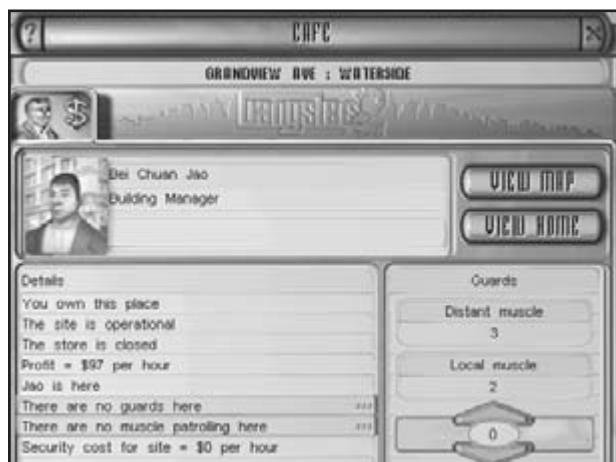 ?
CAFE
X
GRANDVIEW AVE : WATERSIDE
$
Gangsters 2
Bei Chuan Jao
Building Manager
VIEW MAP
VIEW HOME
Details
You own this place
The site is operational
The store is closed
Profit = $97 per hour
Jao is here
There are no guards here
There are no muscle patrolling here
Security cost for site = $0 per hour
Guards
Distant muscle
3
Local muscle
2
0